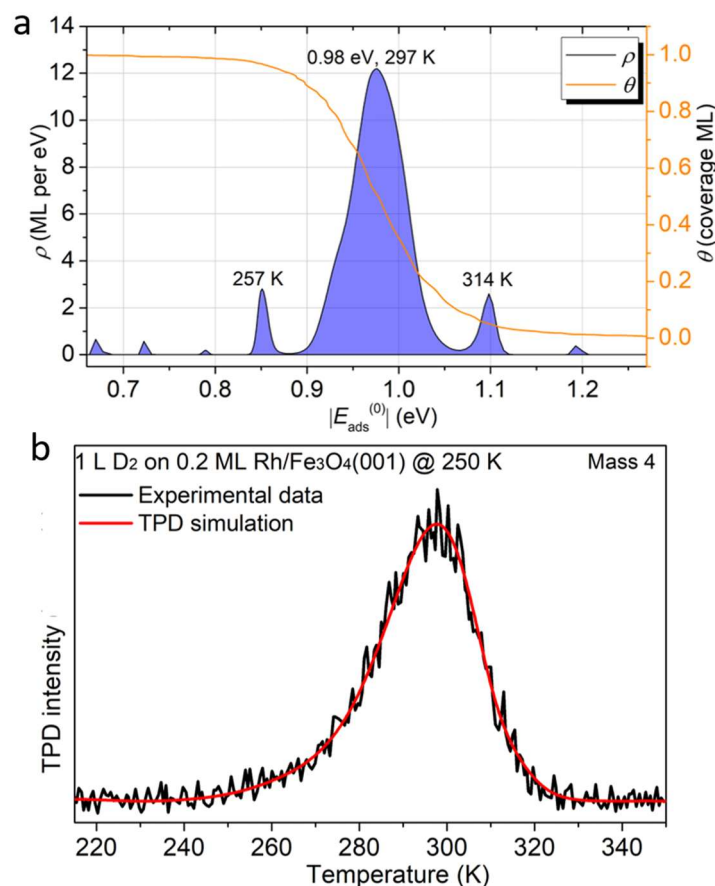 a
0.98 eV, 297 K
ρ
θ
257 K
314 K
14
12
10
8
6
4
2
0
ρ (ML per eV)
1.0
0.8
0.6
0.4
0.2
0.0
θ (coverage ML)
0.7 0.8 0.9 1.0 1.1 1.2
|E_ads^(0)| (eV)
b
1 L D₂ on 0.2 ML Rh/Fe₃O₄(001) @ 250 K Mass 4
Experimental data
TPD simulation
TPD intensity
220 240 260 280 300 320 340
Temperature (K)